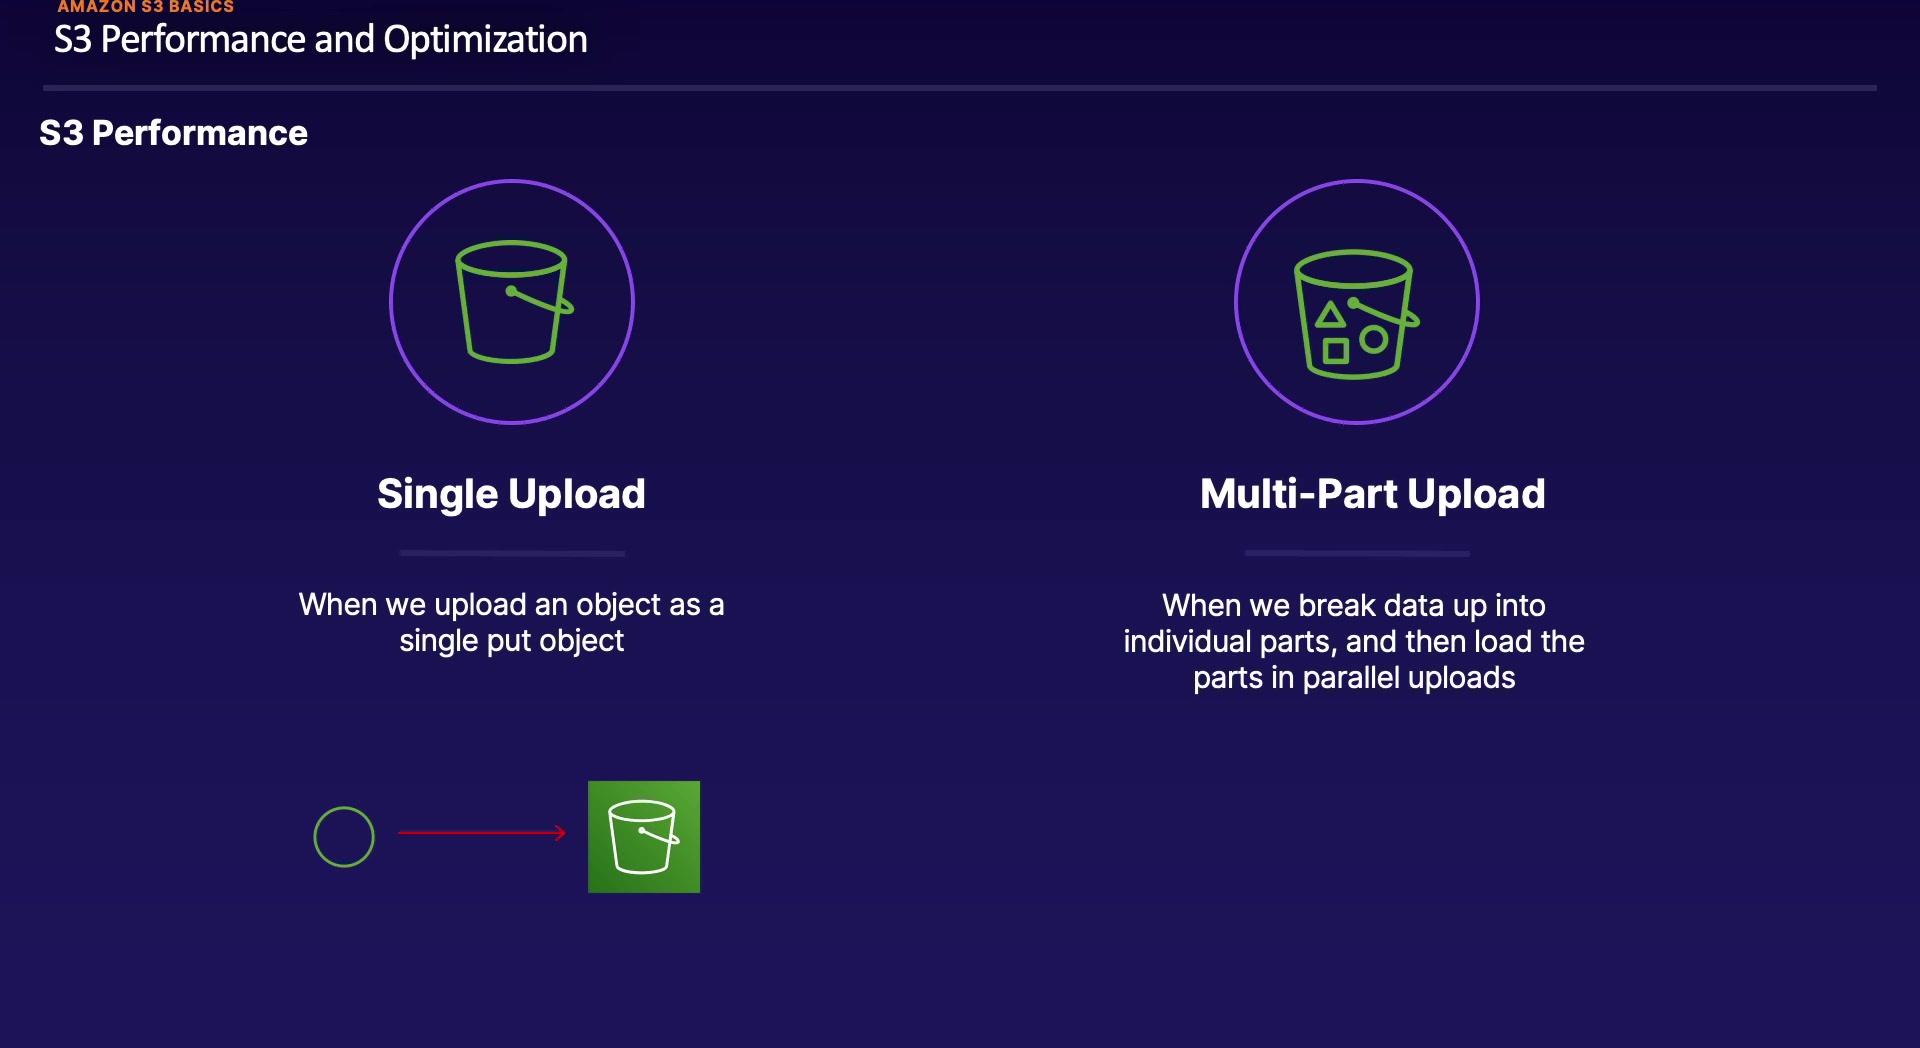 AMAZON S3 BASICS
S3 Performance and Optimization
S3 Performance
Single Upload
When we upload an object as a
single put object
Multi-Part Upload
When we break data up into
individual parts, and then load the
parts in parallel uploads